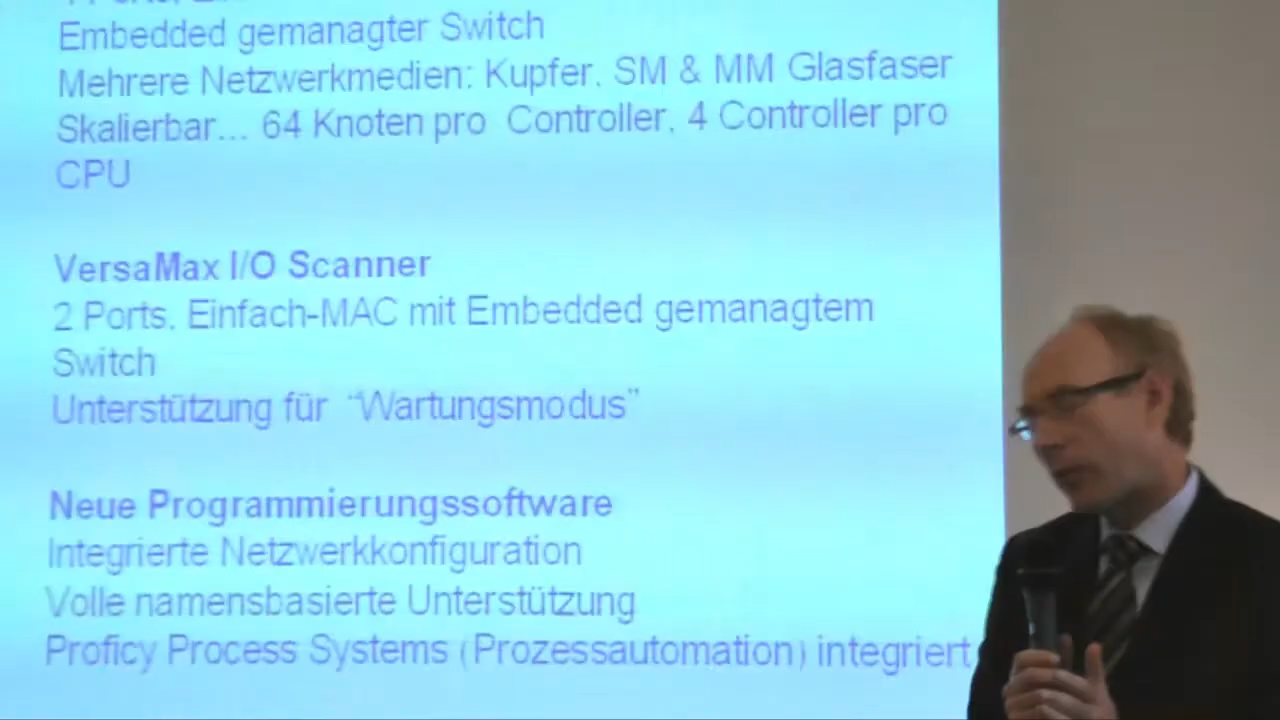 Embedded gemanagter Switch
Mehrere Netzwerkmedien: Kupfer, SM & MM Glasfaser
Skalierbar... 64 Knoten pro Controller, 4 Controller pro
CPU
VersaMax I/O Scanner
2 Ports, Einfach-MAC mit Embedded gemanagtem
Switch
Unterstützung für “Wartungsmodus”
Neue Programmierungssoftware
Integrierte Netzwerkkonfiguration
Volle namensbasierte Unterstützung
Proficy Process Systems (Prozessautomation) integriert